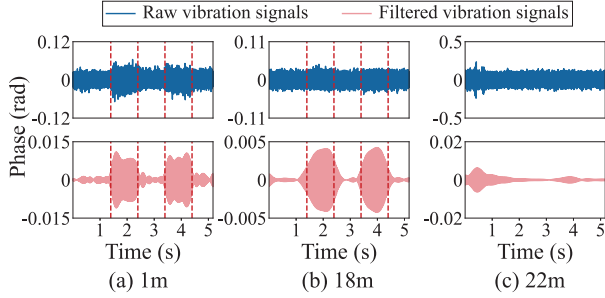 Raw vibration signals Filtered vibration signals
0.12 0.11 0.5
0 0 0
-0.12 -0.11 -0.5
Phase (rad)
0.015 0.005 0.02
0 0 0
-0.015 -0.005 -0.02
1 2 3 4 5 1 2 3 4 5 1 2 3 4 5
Time (s) Time (s) Time (s)
(a) 1m (b) 18m (c) 22m